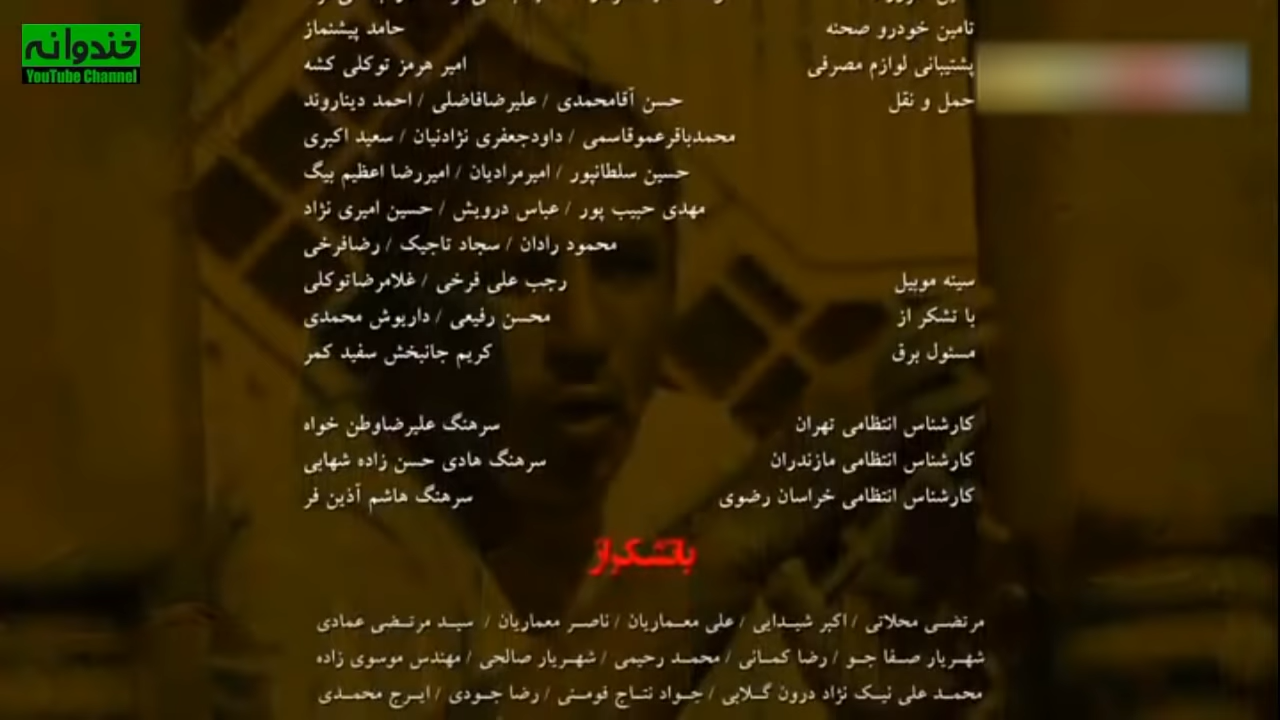 خندوانه
YouTube Channel
تامین خودرو صحنه حامد پیشنماز
پشتیبانی لوازم مصرفی امیر هرمز توکلی کشه
حمل و نقل حسن آقامحمدی / علیرضافاضلی / احمد دیناروند
محمدباقرعموقاسمی / داودجعفری نژادنیان / سعید اکبری
حسین سلطانپور / امیرمرادیان / امیررضا اعظیم بیگ
مهدی حبیب پور / عباس درویش / حسین امیری نژاد
محمود رادان / سجاد تاجیک / رضافرخی
سینه موبیل رجب علی فرخی / غلامرضاتوکلی
با تشکر از محسن رفیعی / داریوش محمدی
مسئول برق کریم جانبخش سفید کمر
کارشناس انتظامی تهران سرهنگ علیرضاوطن خواه
کارشناس انتظامی مازندران سرهنگ هادی حسن زاده شهابی
کارشناس انتظامی خراسان رضوی سرهنگ هاشم آذین فر
باتشکراز
مرتضی محلاتی / اکبر شیدایی / علی معماریان / ناصر معماریان / سید مرتضی عمادی
شهریار صفا جو / رضا کمانی / محمد رحیمی / شهریار صالحی / مهندس موسوی زاده
محمد علی نیک نژاد درون گلایی / جواد نتاج قومنی / رضا جودی / ایرج محمدی